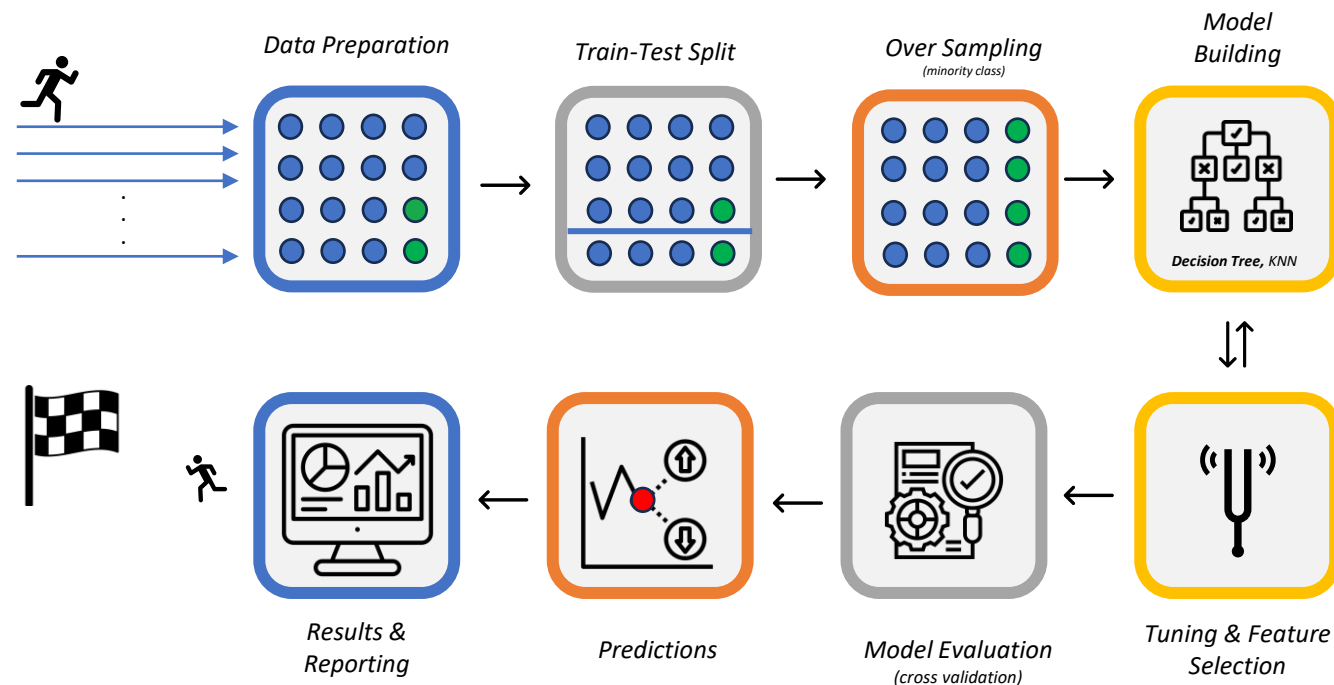 Data Preparation
Train-Test Split
Over Sampling
(minority class)
Model
Building
Decision Tree, KNN
Results &
Reporting
Predictions
Model Evaluation
(cross validation)
Tuning & Feature
Selection